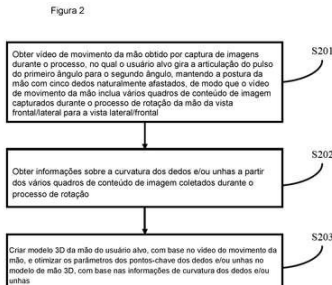 Figura 2
Obter vídeo de movimento da mão obtido por captura de imagens
durante o processo, no qual o usuário alvo gira a articulação do pulso
do primeiro ângulo para o segundo ângulo, mantendo a postura da
mão com cinco dedos naturalmente afastados, de modo que o vídeo
de movimento da mão inclua vários quadros de conteúdo de imagem
capturados durante o processo de rotação da mão da vista
frontal/lateral para a vista lateral/frontal
S201
Obter informações sobre a curvatura dos dedos e/ou unhas a partir
dos vários quadros de conteúdo de imagem coletados durante o
processo de rotação
S202
Criar modelo 3D da mão do usuário alvo, com base no vídeo do movimento da
mão, e otimizar os parâmetros dos pontos-chave dos dedos e/ou unhas no
modelo de mão 3D, com base nas informações de curvatura dos dedos e/ou
unhas
S203